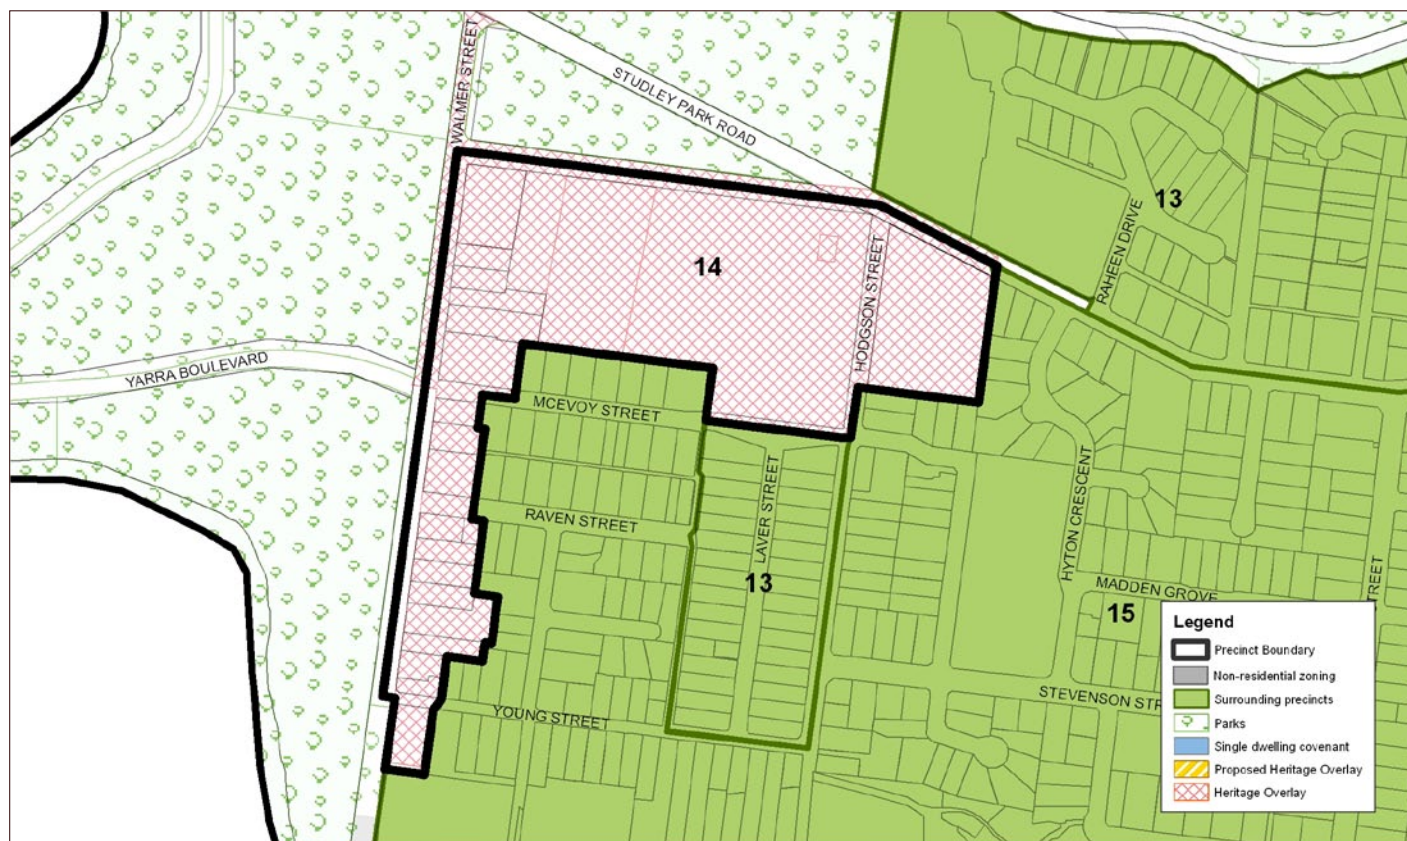 WALMER STREET
STUDLEY PARK ROAD
13
RAHEEN DRIVE
14
HODGSON STREET
YARRA BOULEVARD
MCEVOY STREET
LAVER STREET
HYTON CRESCENT
RAVEN STREET
13
MADDEN GROVE
TREET
15
STEVENSON STR
YOUNG STREET
Legend
Precinct Boundary
Non-residential zoning
Surrounding precincts
Parks
Single dwelling covenant
Proposed Heritage Overlay
Heritage Overlay